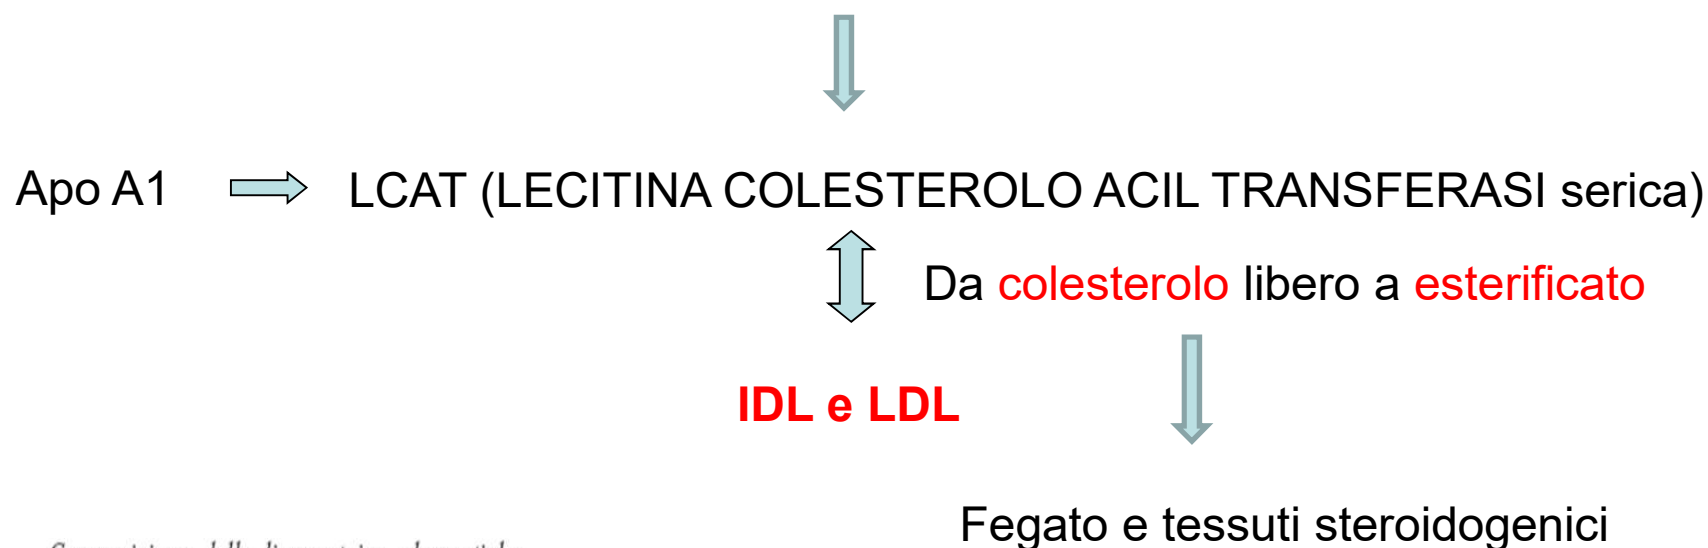 Apo A1 LCAT (LECITINA COLESTEROLO ACIL TRANSFERASI serica)
Da colesterolo libero a esterificato
IDL e LDL
Fegato e tessuti steroidogenici